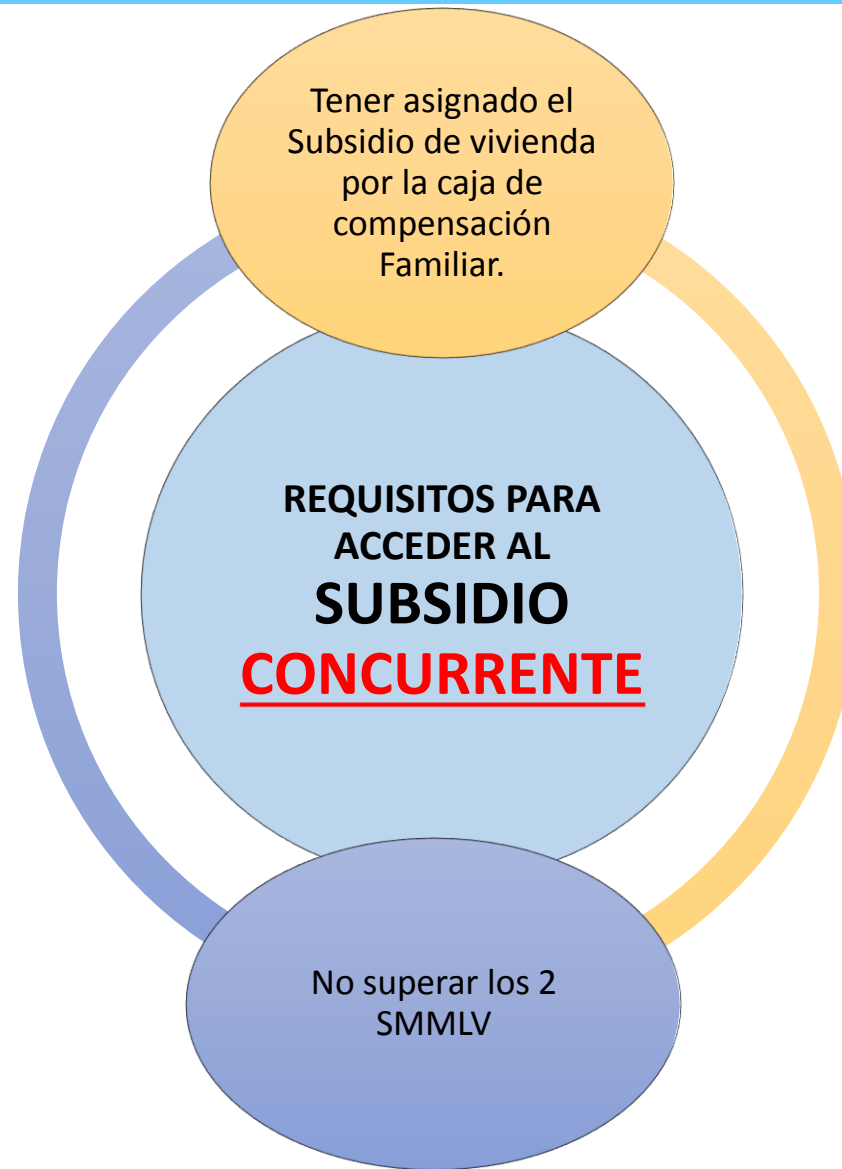 Tener asignado el
Subsidio de vivienda
por la caja de
compensación
Familiar.
REQUISITOS PARA
ACCEDER AL
SUBSIDIO
CONCURRENTE
No superar los 2
SMMLV